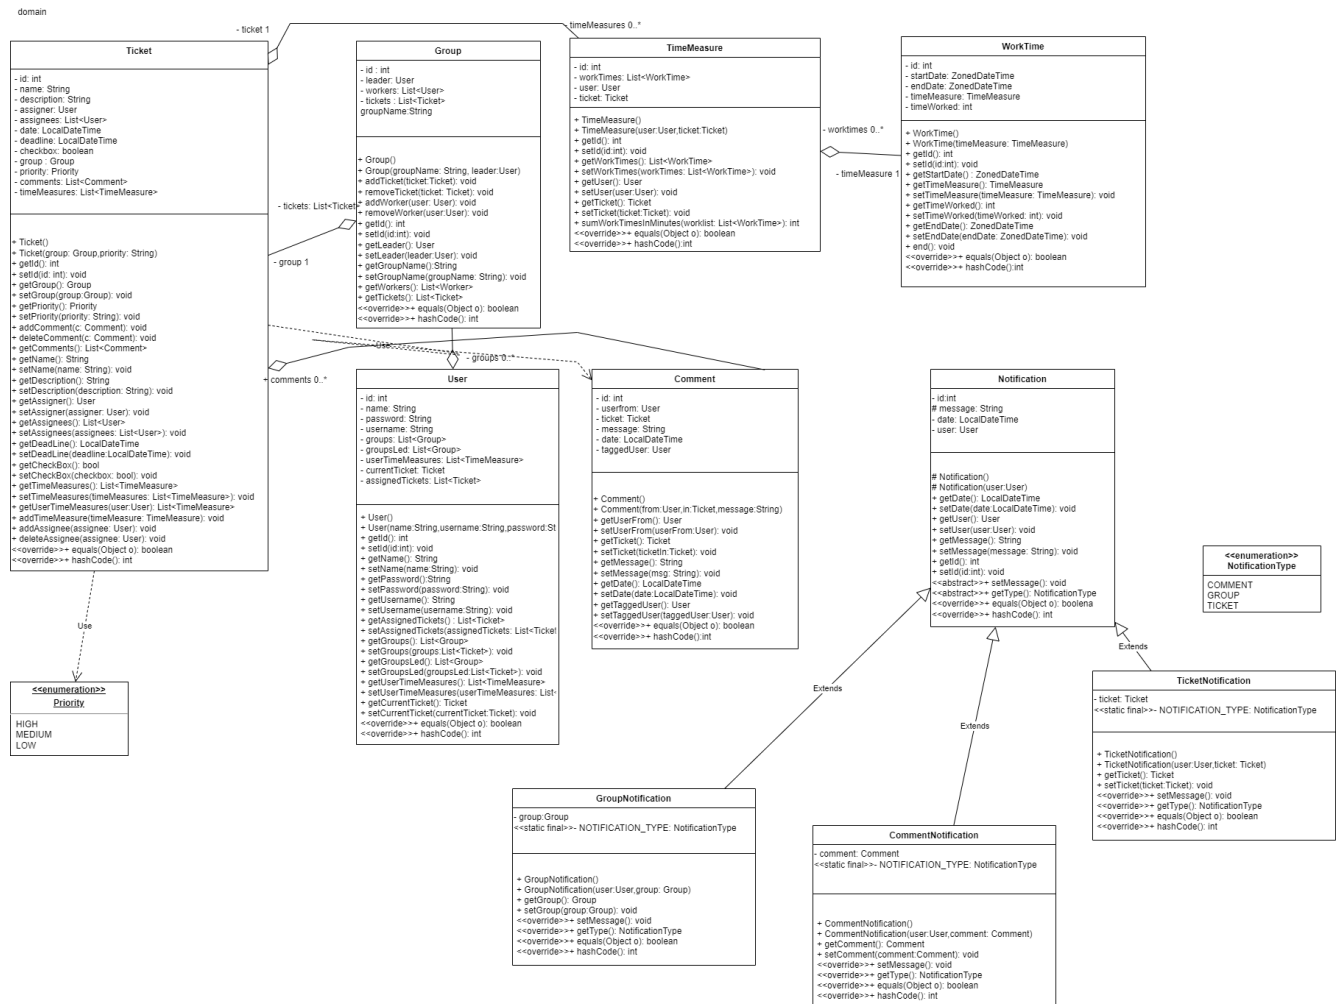 domain
- ticket 1
- timeMeasures 0..*
Ticket
- id: int
- name: String
- description: String
- assigner: User
- assignees: List<User>
- date: LocalDateTime
- deadline: LocalDateTime
- checkbox: boolean
- group : Group
- priority: Priority
- comments: List<Comment>
- timeMeasures: List<TimeMeasure>
+ Ticket()
+ Ticket(group: Group,priority: String)
+ getId(): int
+ setId(id: int): void
+ getGroup(): Group
+ setGroup(group:Group): void
+ getPriority(): Priority
+ setPriority(priority: String): void
+ addComment(c: Comment): void
+ deleteComment(c: Comment): void
+ getComments(): List<Comment>
+ getName(): String
+ setName(name: String): void
+ getDescription(): String
+ setDescription(description: String): void
+ getAssigner(): User
+ setAssigner(assigner: User): void
+ getAssignees(): List<User>
+ setAssignees(assignees: List<User>): void
+ getDeadLine(): LocalDateTime
+ setDeadLine(deadline:LocalDateTime): void
+ getCheckBox(): bool
+ setCheckBox(checkbox: bool): void
+ getTimeMeasures(): List<TimeMeasure>
+ setTimeMeasures(timeMeasures: List<TimeMeasure>): void
+ getUserTimeMeasures(user:User): List<TimeMeasure>
+ addTimeMeasure(timeMeasure: TimeMeasure): void
+ addAssignee(assignee: User): void
+ deleteAssignee(assignee: User): void
<<override>>+ equals(Object o): boolean
<<override>>+ hashCode(): int
Use
<<enumeration>>
Priority
HIGH
MEDIUM
LOW
Group
- id : int
- leader: User
- workers: List<User>
- tickets : List<Ticket>
groupName:String
+ Group()
+ Group(groupName: String, leader:User)
+ addTicket(ticket:Ticket): void
+ removeTicket(ticket: Ticket): void
+ addWorker(user: User): void
+ removeWorker(user:User): void
+ getId(): int
+ setId(id:int): void
+ getLeader(): User
+ setLeader(leader:User): void
+ getGroupName():String
+ setGroupName(groupName: String): void
+ getWorkers(): List<Worker>
+ getTickets(): List<Ticket>
<<override>>+ equals(Object o): boolean
<<override>>+ hashCode(): int
- tickets: List<Ticket>
- group 1
Use
- groups 0..*
+ comments 0..*
TimeMeasure
- id: int
- workTimes: List<WorkTime>
- user: User
- ticket: Ticket
+ TimeMeasure()
+ TimeMeasure(user:User,ticket:Ticket)
+ getId(): int
+ setId(id:int): void
+ getWorkTimes(): List<WorkTime>
+ setWorkTimes(workTimes: List<WorkTime>): void
+ getUser(): User
+ setUser(user:User): void
+ getTicket(): Ticket
+ setTicket(ticket:Ticket): void
+ sumWorkTimesInMinutes(worklist: List<WorkTime>): int
<<override>>+ equals(Object o): boolean
<<override>>+ hashCode():int
- worktimes 0..*
- timeMeasure 1
WorkTime
- id: int
- startDate: ZonedDateTime
- endDate: ZonedDateTime
- timeMeasure: TimeMeasure
- timeWorked: int
+ WorkTime()
+ WorkTime(timeMeasure: TimeMeasure)
+ getId(): int
+ setId(id:int): void
+ getStartDate() : ZonedDateTime
+ getTimeMeasure(): TimeMeasure
+ setTimeMeasure(timeMeasure: TimeMeasure): void
+ getTimeWorked(): int
+ setTimeWorked(timeWorked: int): void
+ getEndDate(): ZonedDateTime
+ setEndDate(endDate: ZonedDateTime): void
+ end(): void
<<override>>+ equals(Object o): boolean
<<override>>+ hashCode():int
User
- id: int
- name: String
- password: String
- username: String
- groups: List<Group>
- groupsLed: List<Group>
- userTimeMeasures: List<TimeMeasure>
- currentTicket: Ticket
- assignedTickets: List<Ticket>
+ User()
+ User(name:String,username:String,password:St
+ getId(): int
+ setId(id:int): void
+ getName(): String
+ setName(name:String): void
+ getPassword():String
+ setPassword(password:String): void
+ getUsername(): String
+ setUsername(username:String): void
+ getAssignedTickets() : List<Ticket>
+ setAssignedTickets(assignedTickets: List<Ticket
+ getGroups(): List<Group>
+ setGroups(groups:List<Ticket>): void
+ getGroupsLed(): List<Group>
+ setGroupsLed(groupsLed:List<Ticket>): void
+ getUserTimeMeasures(): List<TimeMeasure>
+ setUserTimeMeasures(userTimeMeasures: List<
+ getCurrentTicket(): Ticket
+ setCurrentTicket(currentTicket:Ticket): void
<<override>>+ equals(Object o): boolean
<<override>>+ hashCode(): int
Comment
- id: int
- userfrom: User
- ticket: Ticket
- message: String
- date: LocalDateTime
- taggedUser: User
+ Comment()
+ Comment(from:User,in:Ticket,message:String)
+ getUserFrom(): User
+ setUserFrom(userFrom:User): void
+ getTicket(): Ticket
+ setTicket(ticketIn:Ticket): void
+ getMessage(): String
+ setMessage(msg: String): void
+ getDate(): LocalDateTime
+ setDate(date:LocalDateTime): void
+ getTaggedUser(): User
+ setTaggedUser(taggedUser:User): void
<<override>>+ equals(Object o): boolean
<<override>>+ hashCode():int
Notification
- id:int
# message: String
- date: LocalDateTime
- user: User
# Notification()
# Notification(user:User)
+ getDate(): LocalDateTime
+ setDate(date:LocalDateTime): void
+ getUser(): User
+ setUser(user:User): void
+ getMessage(): String
+ setMessage(message: String): void
+ getId(): int
+ setId(id:int): void
<<abstract>>+ setMessage(): void
<<abstract>>+ getType(): NotificationType
<<override>>+ equals(Object o): boolena
<<override>>+ hashCode(): int
<<enumeration>>
NotificationType
COMMENT
GROUP
TICKET
Extends
Extends
Extends
TicketNotification
- ticket: Ticket
<<static final>>- NOTIFICATION_TYPE: NotificationType
+ TicketNotification()
+ TicketNotification(user:User,ticket: Ticket)
+ getTicket(): Ticket
+ setTicket(ticket:Ticket): void
<<override>>+ setMessage(): void
<<override>>+ getType(): NotificationType
<<override>>+ equals(Object o): boolean
<<override>>+ hashCode(): int
GroupNotification
- group:Group
<<static final>>- NOTIFICATION_TYPE: NotificationType
+ GroupNotification()
+ GroupNotification(user:User,group: Group)
+ getGroup(): Group
+ setGroup(group:Group): void
<<override>>+ setMessage(): void
<<override>>+ getType(): NotificationType
<<override>>+ equals(Object o): boolean
<<override>>+ hashCode(): int
CommentNotification
- comment: Comment
<<static final>>- NOTIFICATION_TYPE: NotificationType
+ CommentNotification()
+ CommentNotification(user:User,comment: Comment)
+ getComment(): Comment
+ setComment(comment:Comment): void
<<override>>+ setMessage(): void
<<override>>+ getType(): NotificationType
<<override>>+ equals(Object o): boolean
<<override>>+ hashCode(): int